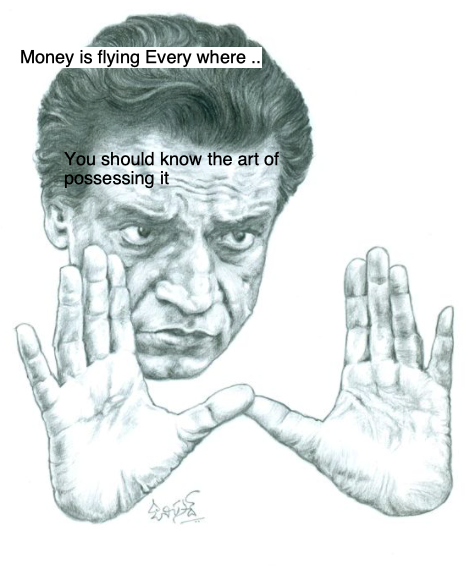 Money is flying Every where ..
You should know the art of
possessing it